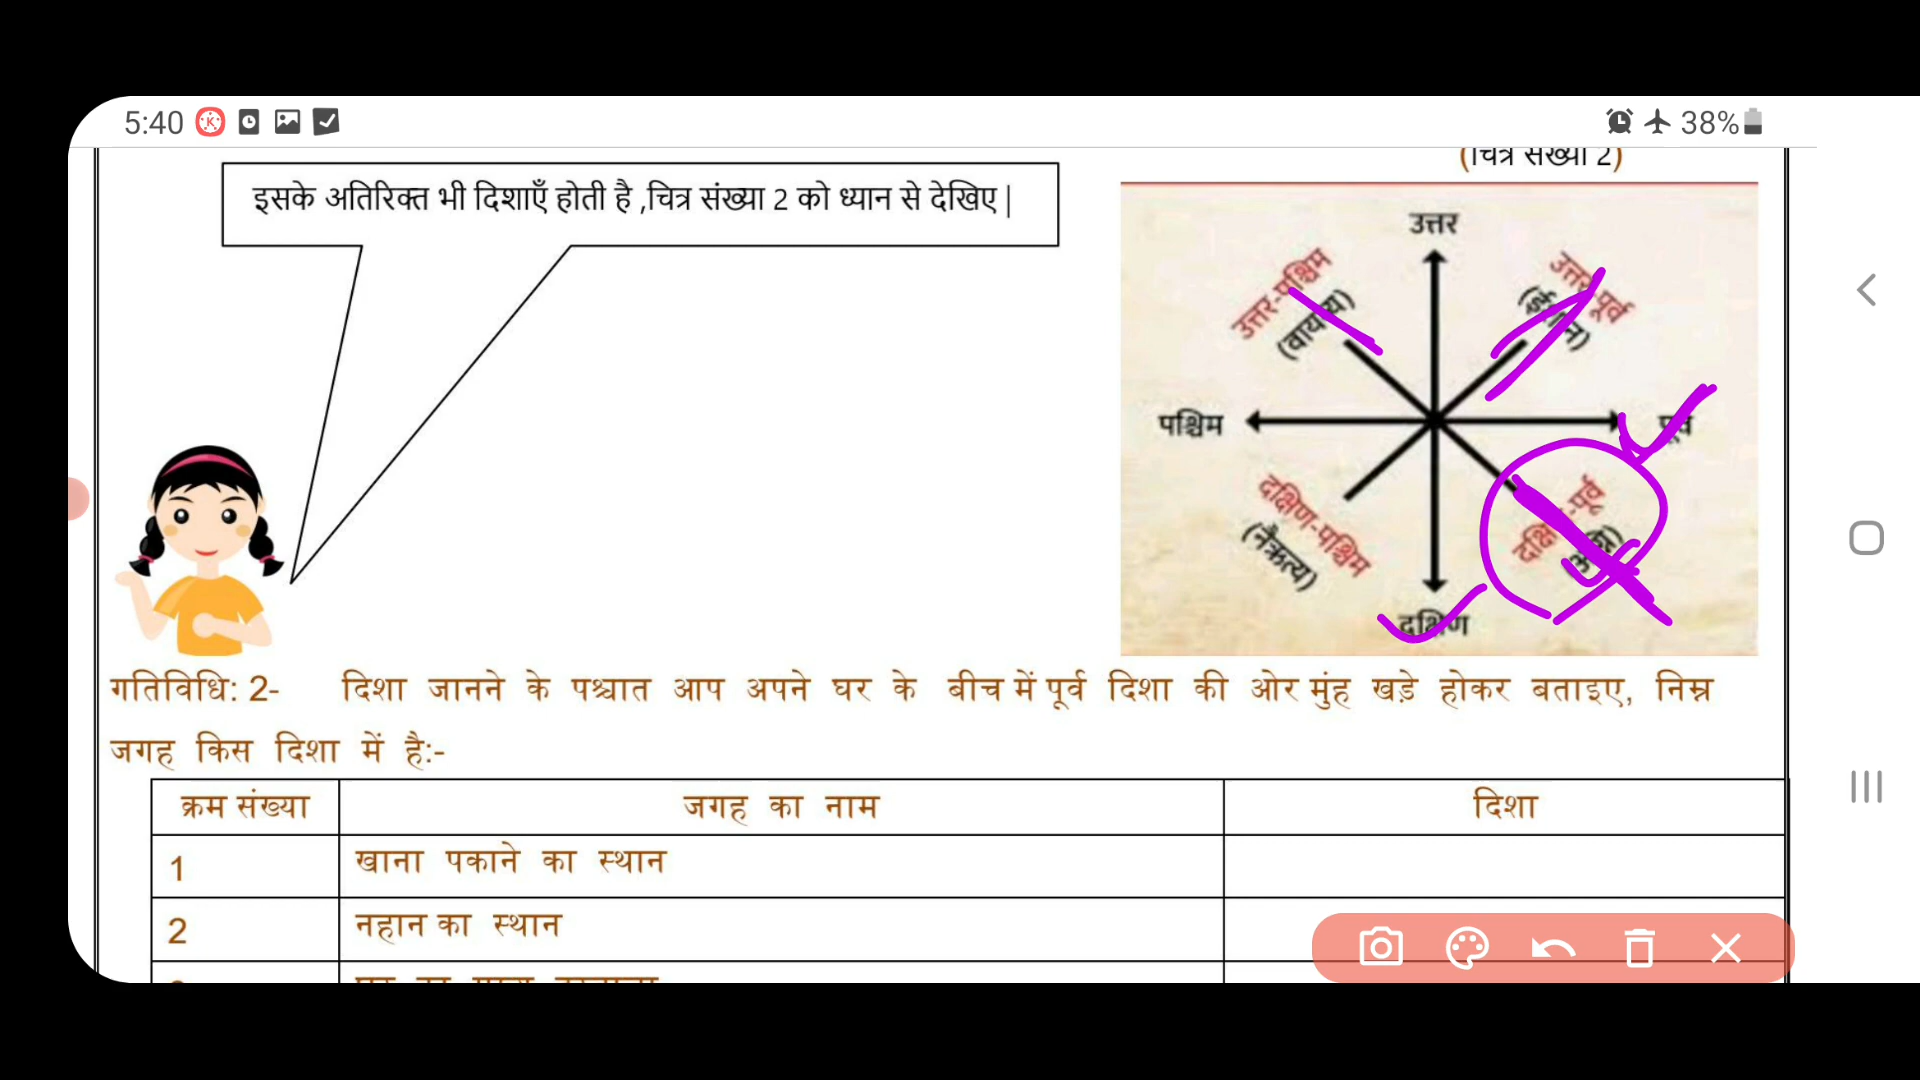 5:40
38%
(चित्र संख्या 2)
इसके अतिरिक्त भी दिशाएँ होती है ,चित्र संख्या 2 को ध्यान से देखिए |
उत्तर
उत्तर-पश्चिम
उत्तर-पूर्व
पश्चिम
पूर्व
दक्षिण-पश्चिम
(नैऋत्य)
दक्षिण
गतिविधि: 2- दिशा जानने के पश्चात आप अपने घर के बीच में पूर्व दिशा की ओर मुंह खड़े होकर बताइए, निम्न
जगह किस दिशा में है:-
क्रम संख्या जगह का नाम दिशा
1 खाना पकाने का स्थान
2 नहान का स्थान